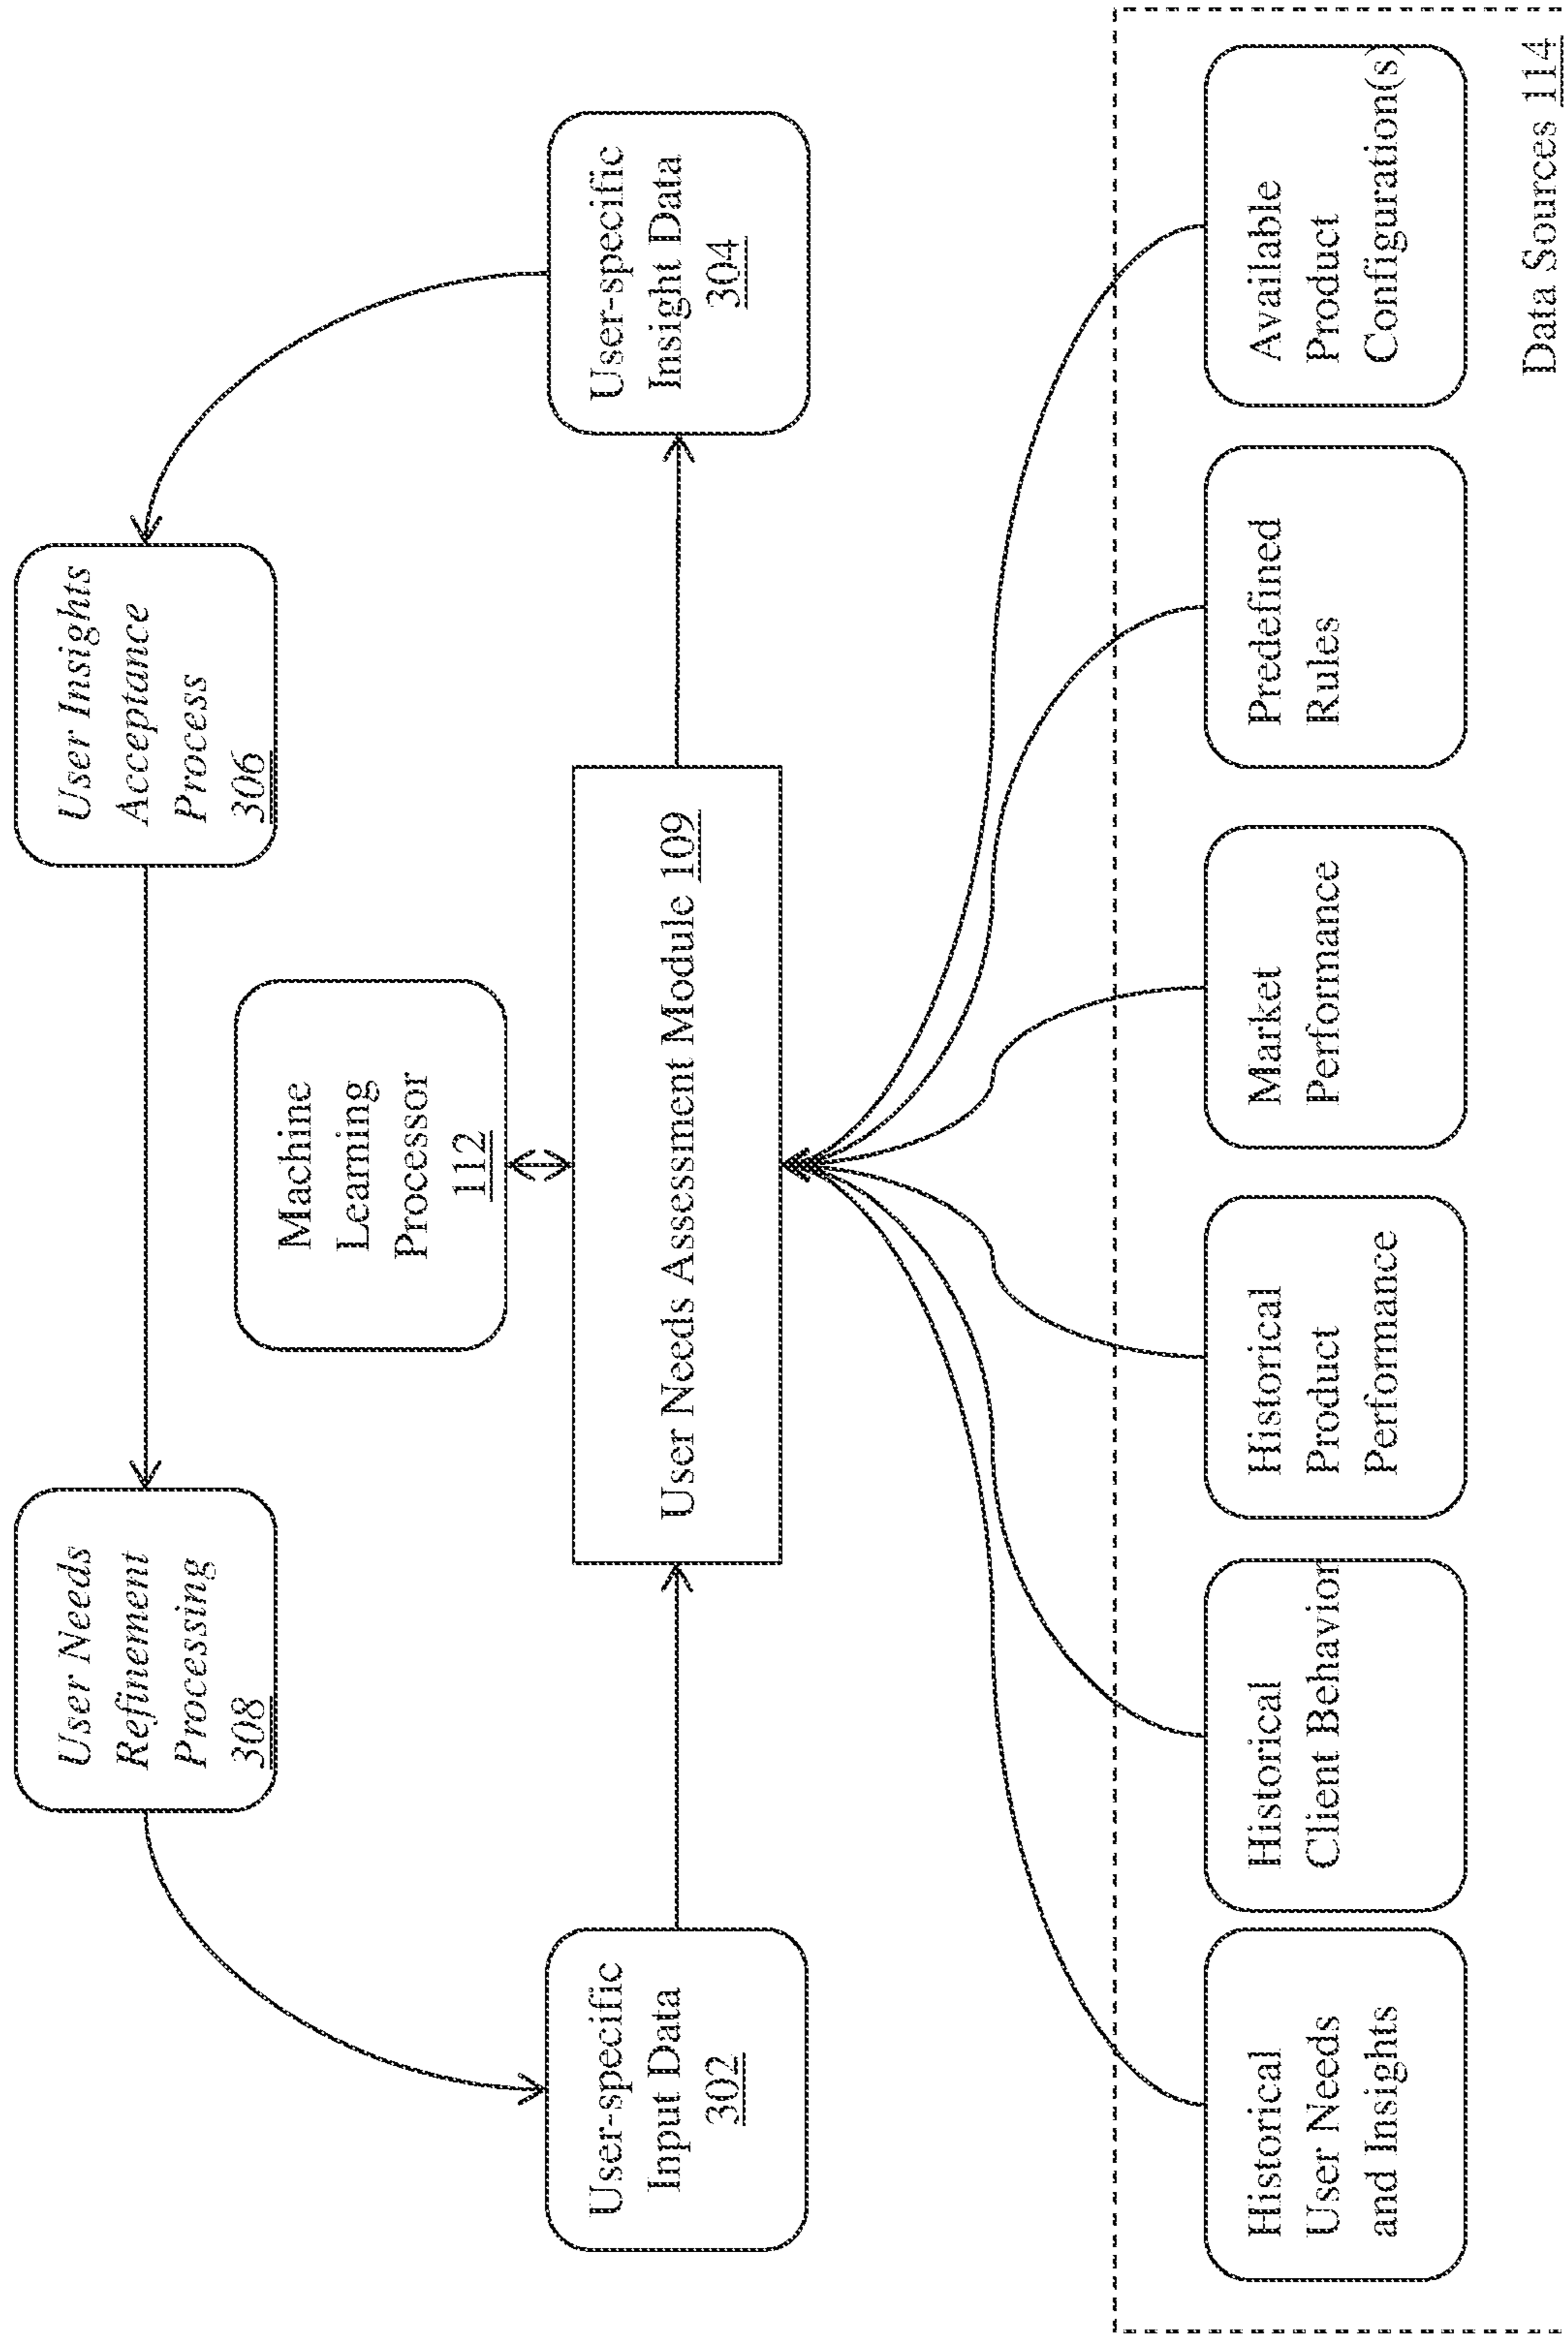 User Needs
Refinement
Processing
308
User Insights
Acceptance
Process
306
Machine
Learning
Processor
112
User-specific
Input Data
302
User Needs Assessment Module 109
User-specific
Insight Data
304
Historical
User Needs
and Insights
Historical
Client Behavior
Historical
Product
Performance
Market
Performance
Predefined
Rules
Available
Product
Configuration(s)
Data Sources 114